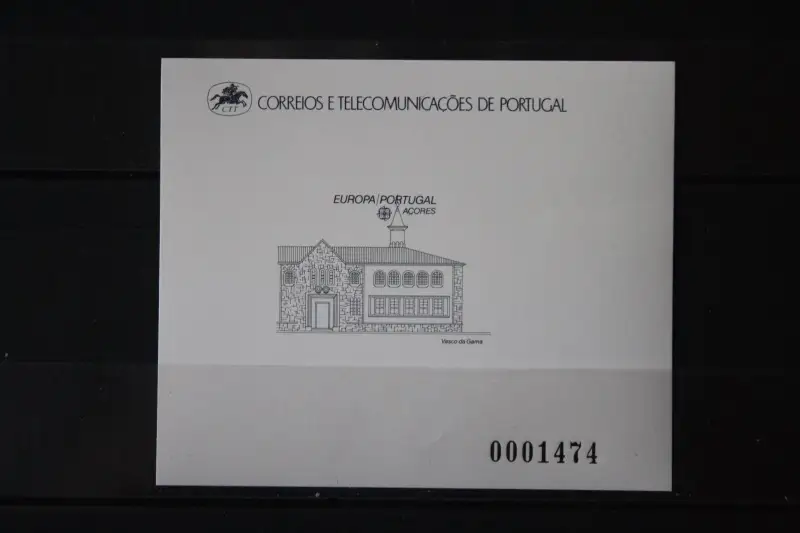 CTT
CORREIOS E TELECOMUNICAÇÕES DE PORTUGAL
EUROPA/PORTUGAL
AÇORES
Vasco da Gama
0001474